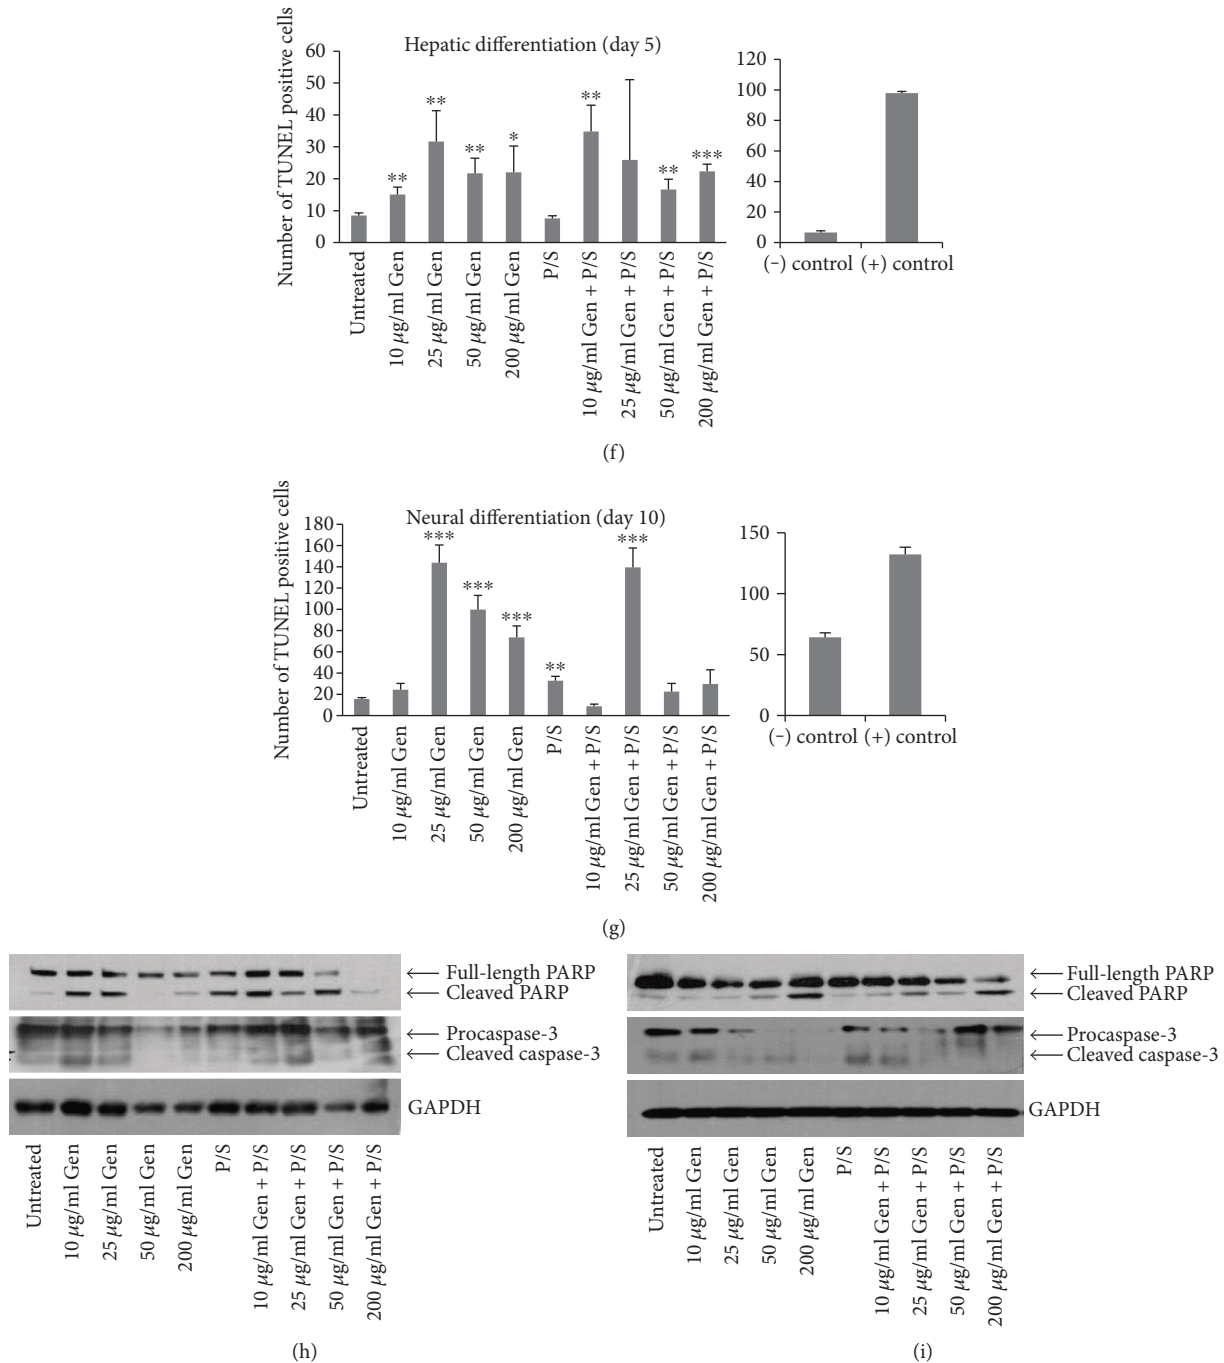 Hepatic differentiation (day 5)
Number of TUNEL positive cells
60
50
40
30
20
10
0
**
**
**
*
**
**
***
Untreated
10 μg/ml Gen
25 μg/ml Gen
50 μg/ml Gen
200 μg/ml Gen
P/S
10 μg/ml Gen + P/S
25 μg/ml Gen + P/S
50 μg/ml Gen + P/S
200 μg/ml Gen + P/S
120
100
80
60
40
20
0
(−) control (+) control
(f)
Neural differentiation (day 10)
Number of TUNEL positive cells
180
160
140
120
100
80
60
40
20
0
***
***
***
**
***
Untreated
10 μg/ml Gen
25 μg/ml Gen
50 μg/ml Gen
200 μg/ml Gen
P/S
10 μg/ml Gen + P/S
25 μg/ml Gen + P/S
50 μg/ml Gen + P/S
200 μg/ml Gen + P/S
150
100
50
0
(−) control (+) control
(g)
Full-length PARP
Cleaved PARP
Procaspase-3
Cleaved caspase-3
GAPDH
Untreated
10 μg/ml Gen
25 μg/ml Gen
50 μg/ml Gen
200 μg/ml Gen
P/S
10 μg/ml Gen + P/S
25 μg/ml Gen + P/S
50 μg/ml Gen + P/S
200 μg/ml Gen + P/S
(h)
Full-length PARP
Cleaved PARP
Procaspase-3
Cleaved caspase-3
GAPDH
Untreated
10 μg/ml Gen
25 μg/ml Gen
50 μg/ml Gen
200 μg/ml Gen
P/S
10 μg/ml Gen + P/S
25 μg/ml Gen + P/S
50 μg/ml Gen + P/S
200 μg/ml Gen + P/S
(i)